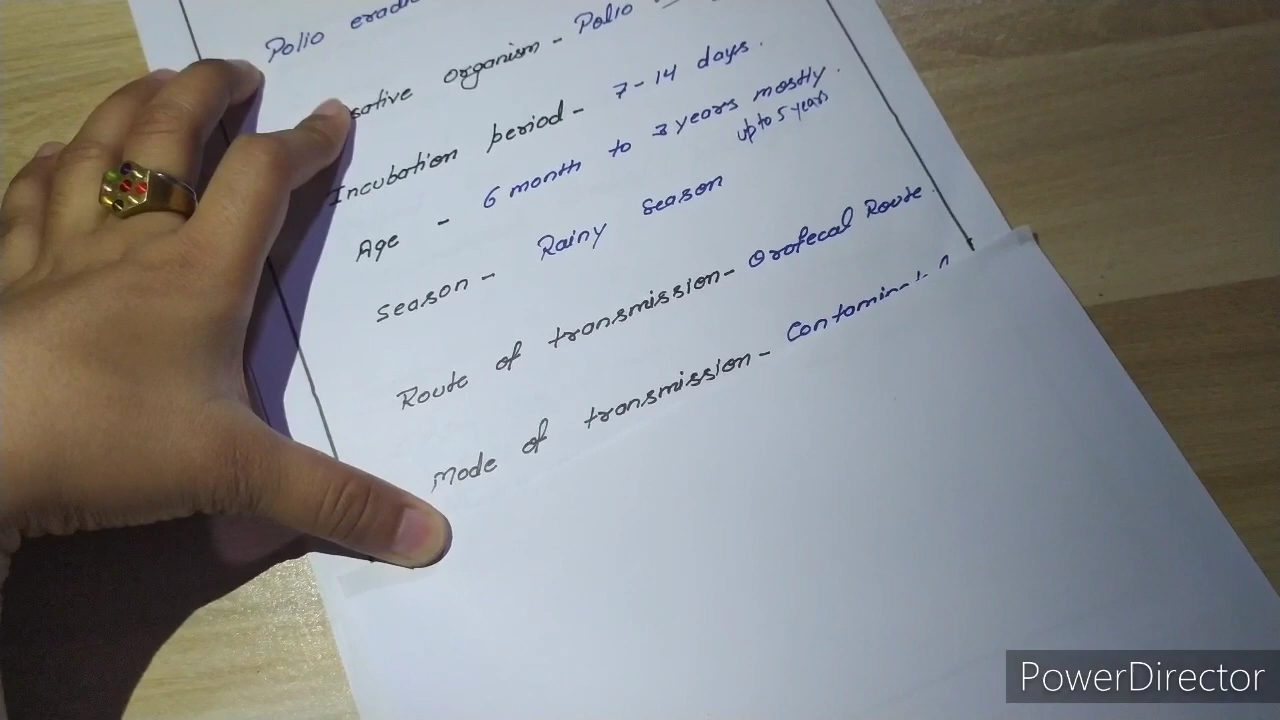 Polio
organism - Polio
Incubation period - 7-14 days.
Age - 6 month to 3 years mostly.
upto 5 years
Season - Rainy Season
Route of transmission - Orofecal Route.
Mode of transmission -
PowerDirector